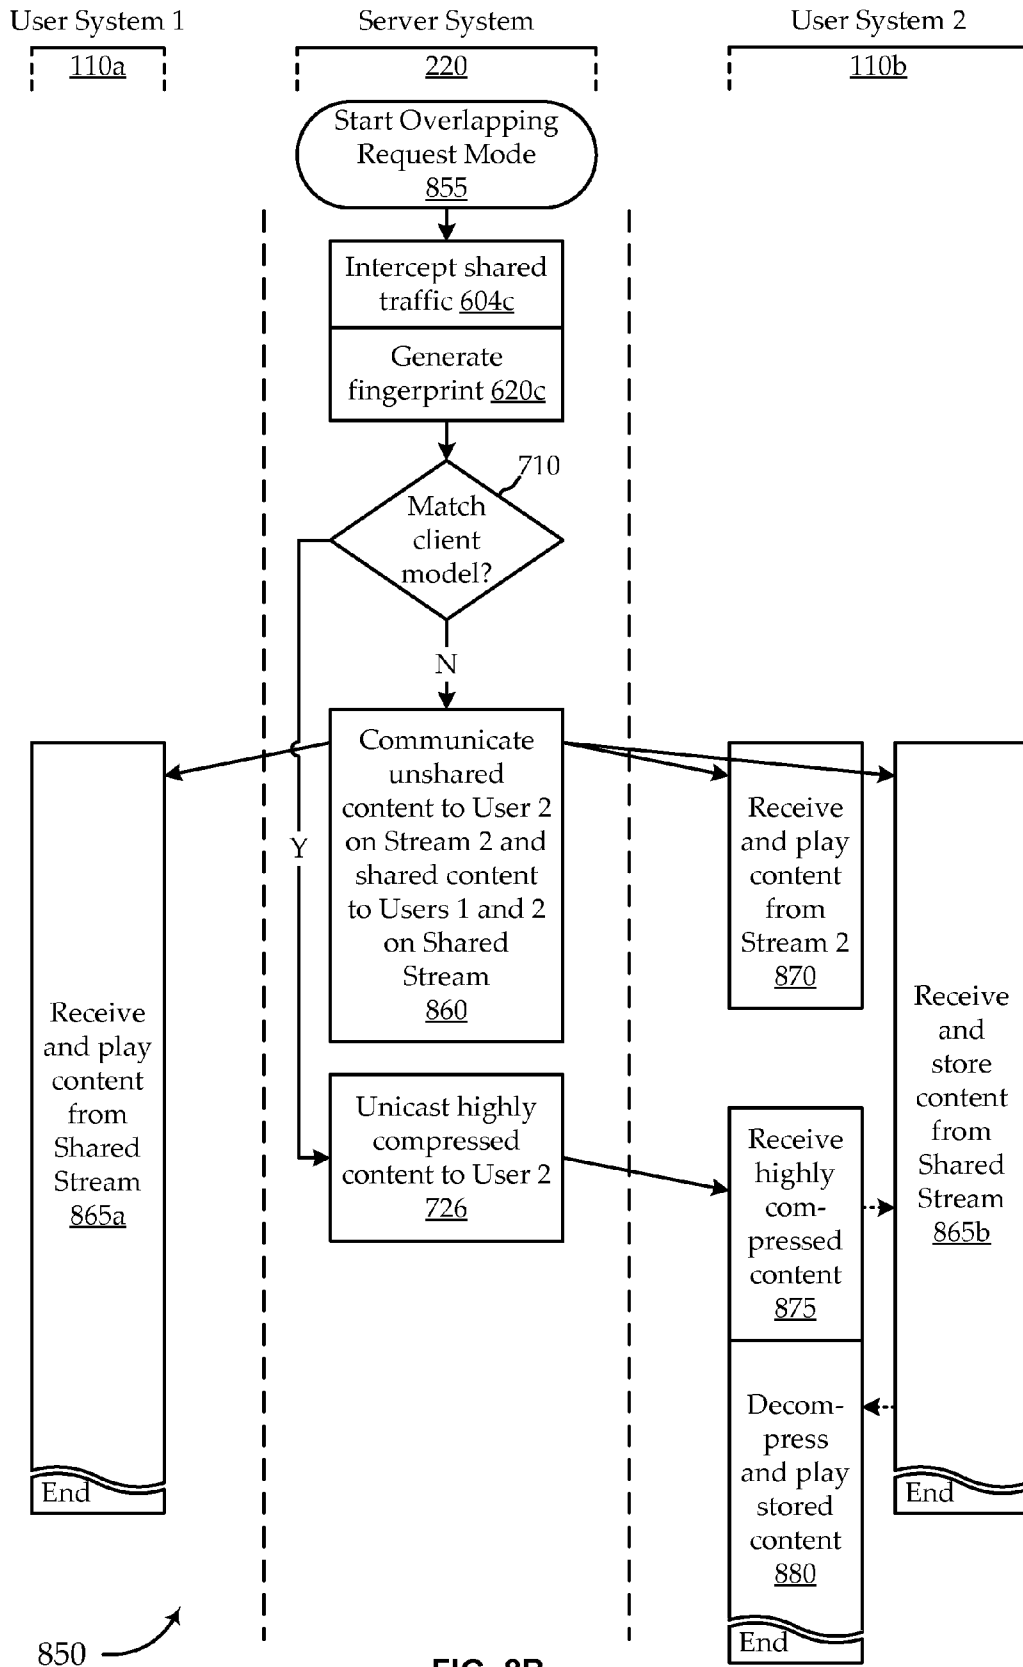 User System 1
110a
Server System
220
User System 2
110b
Start Overlapping
Request Mode
855
Intercept shared
traffic 604c
Generate
fingerprint 620c
710
Match
client
model?
N
Y
Communicate
unshared
content to User 2
on Stream 2 and
shared content
to Users 1 and 2
on Shared
Stream
860
Unicast highly
compressed
content to User 2
726
Receive
and play
content
from
Shared
Stream
865a
End
Receive
and play
content
from
Stream 2
870
Receive
highly
com-
pressed
content
875
Decom-
press
and play
stored
content
880
End
Receive
and
store
content
from
Shared
Stream
865b
End
850
FIG. 8B